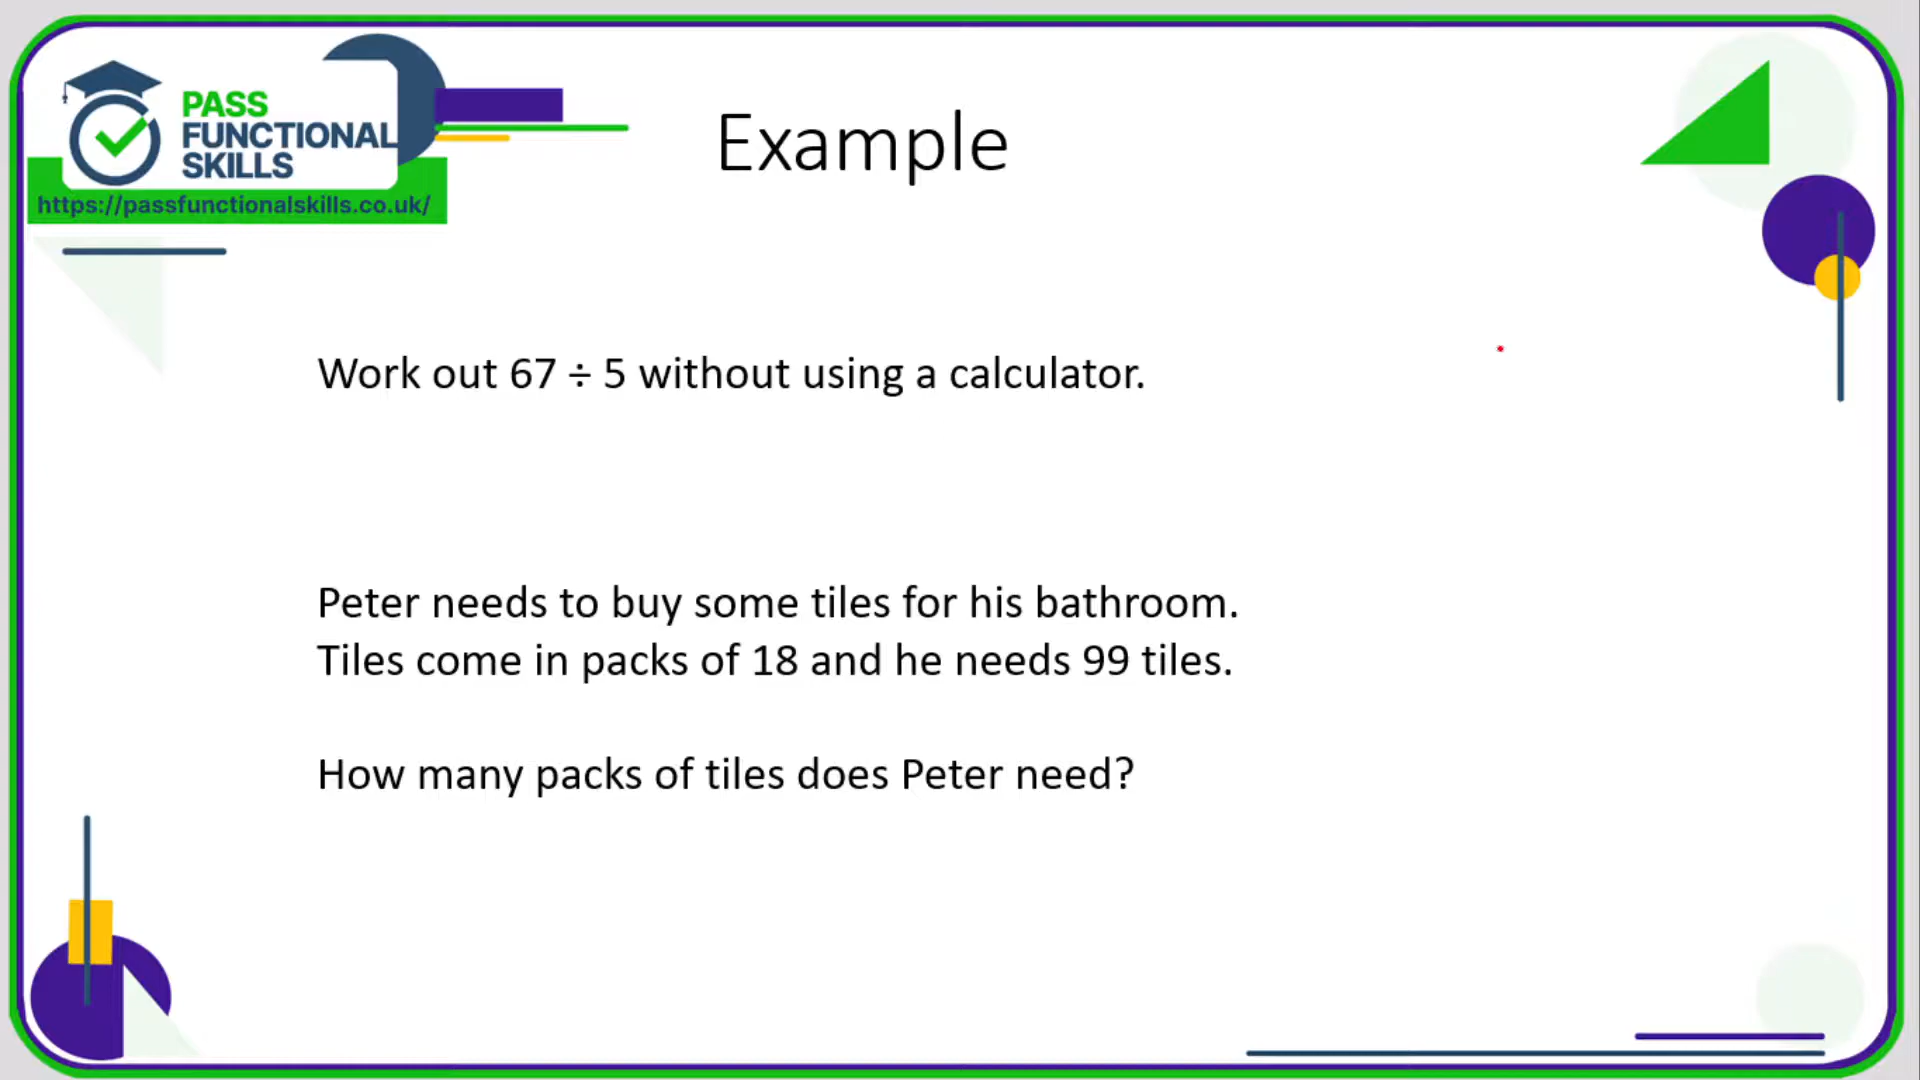 PASS
FUNCTIONAL
SKILLS
https://passfunctionalskills.co.uk/
Example
Work out 67 ÷ 5 without using a calculator.
Peter needs to buy some tiles for his bathroom.
Tiles come in packs of 18 and he needs 99 tiles.
How many packs of tiles does Peter need?